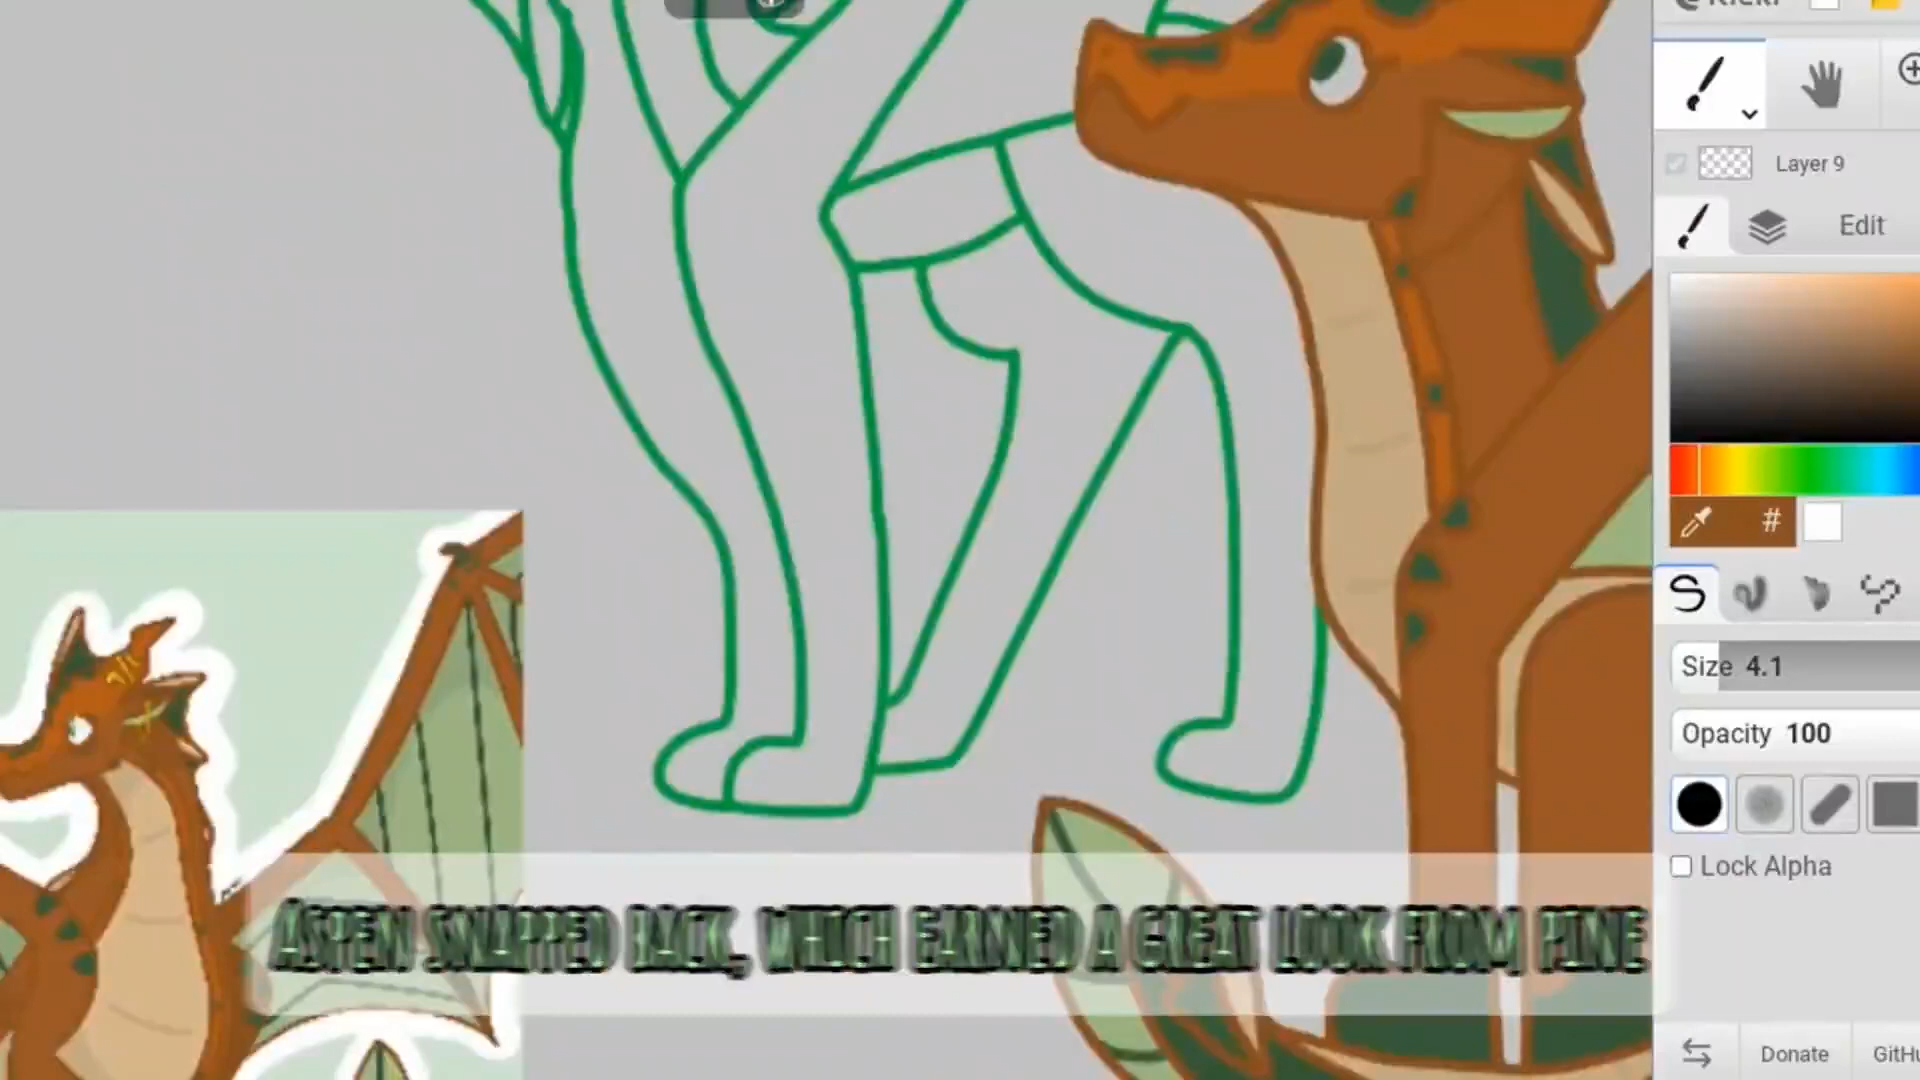 Layer 9
Edit
#
Size 4.1
Opacity 100
Lock Alpha
ASPEN SNAPPED BACK, WHICH EARNED A GREAT LOOK FROM PINE
Donate